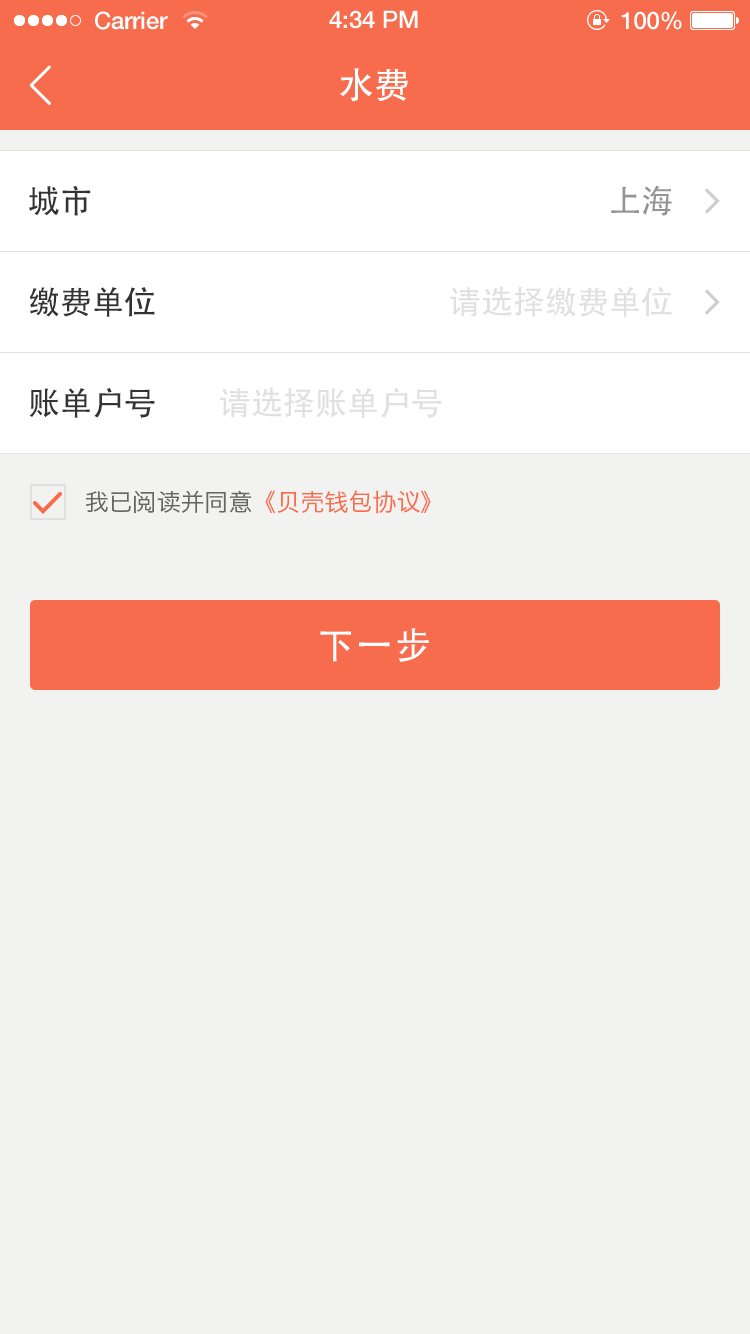 Carrier 4:34 PM 100%
水费
城市 上海
缴费单位 请选择缴费单位
账单户号 请选择账单户号
我已阅读并同意《贝壳钱包协议》
下一步